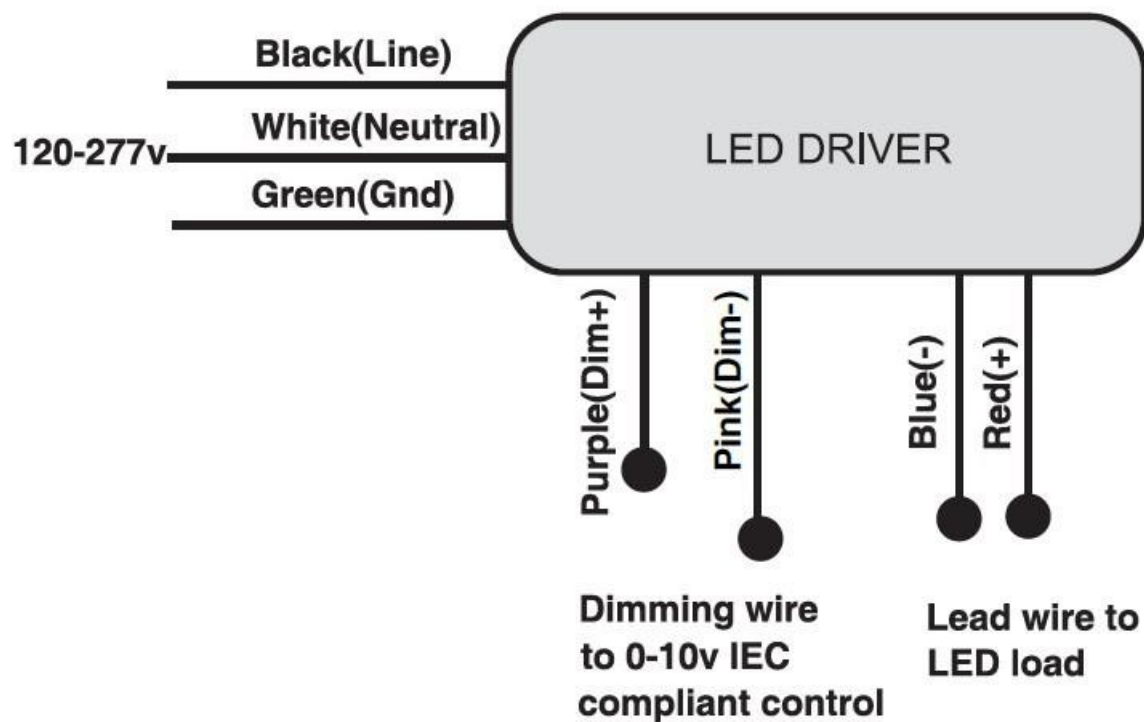 Black(Line)
White(Neutral)
120-277v
Green(Gnd)
LED DRIVER
Purple(Dim+)
Pink(Dim-)
Blue(-)
Red(+)
Dimming wire
to 0-10v IEC
compliant control
Lead wire to
LED load